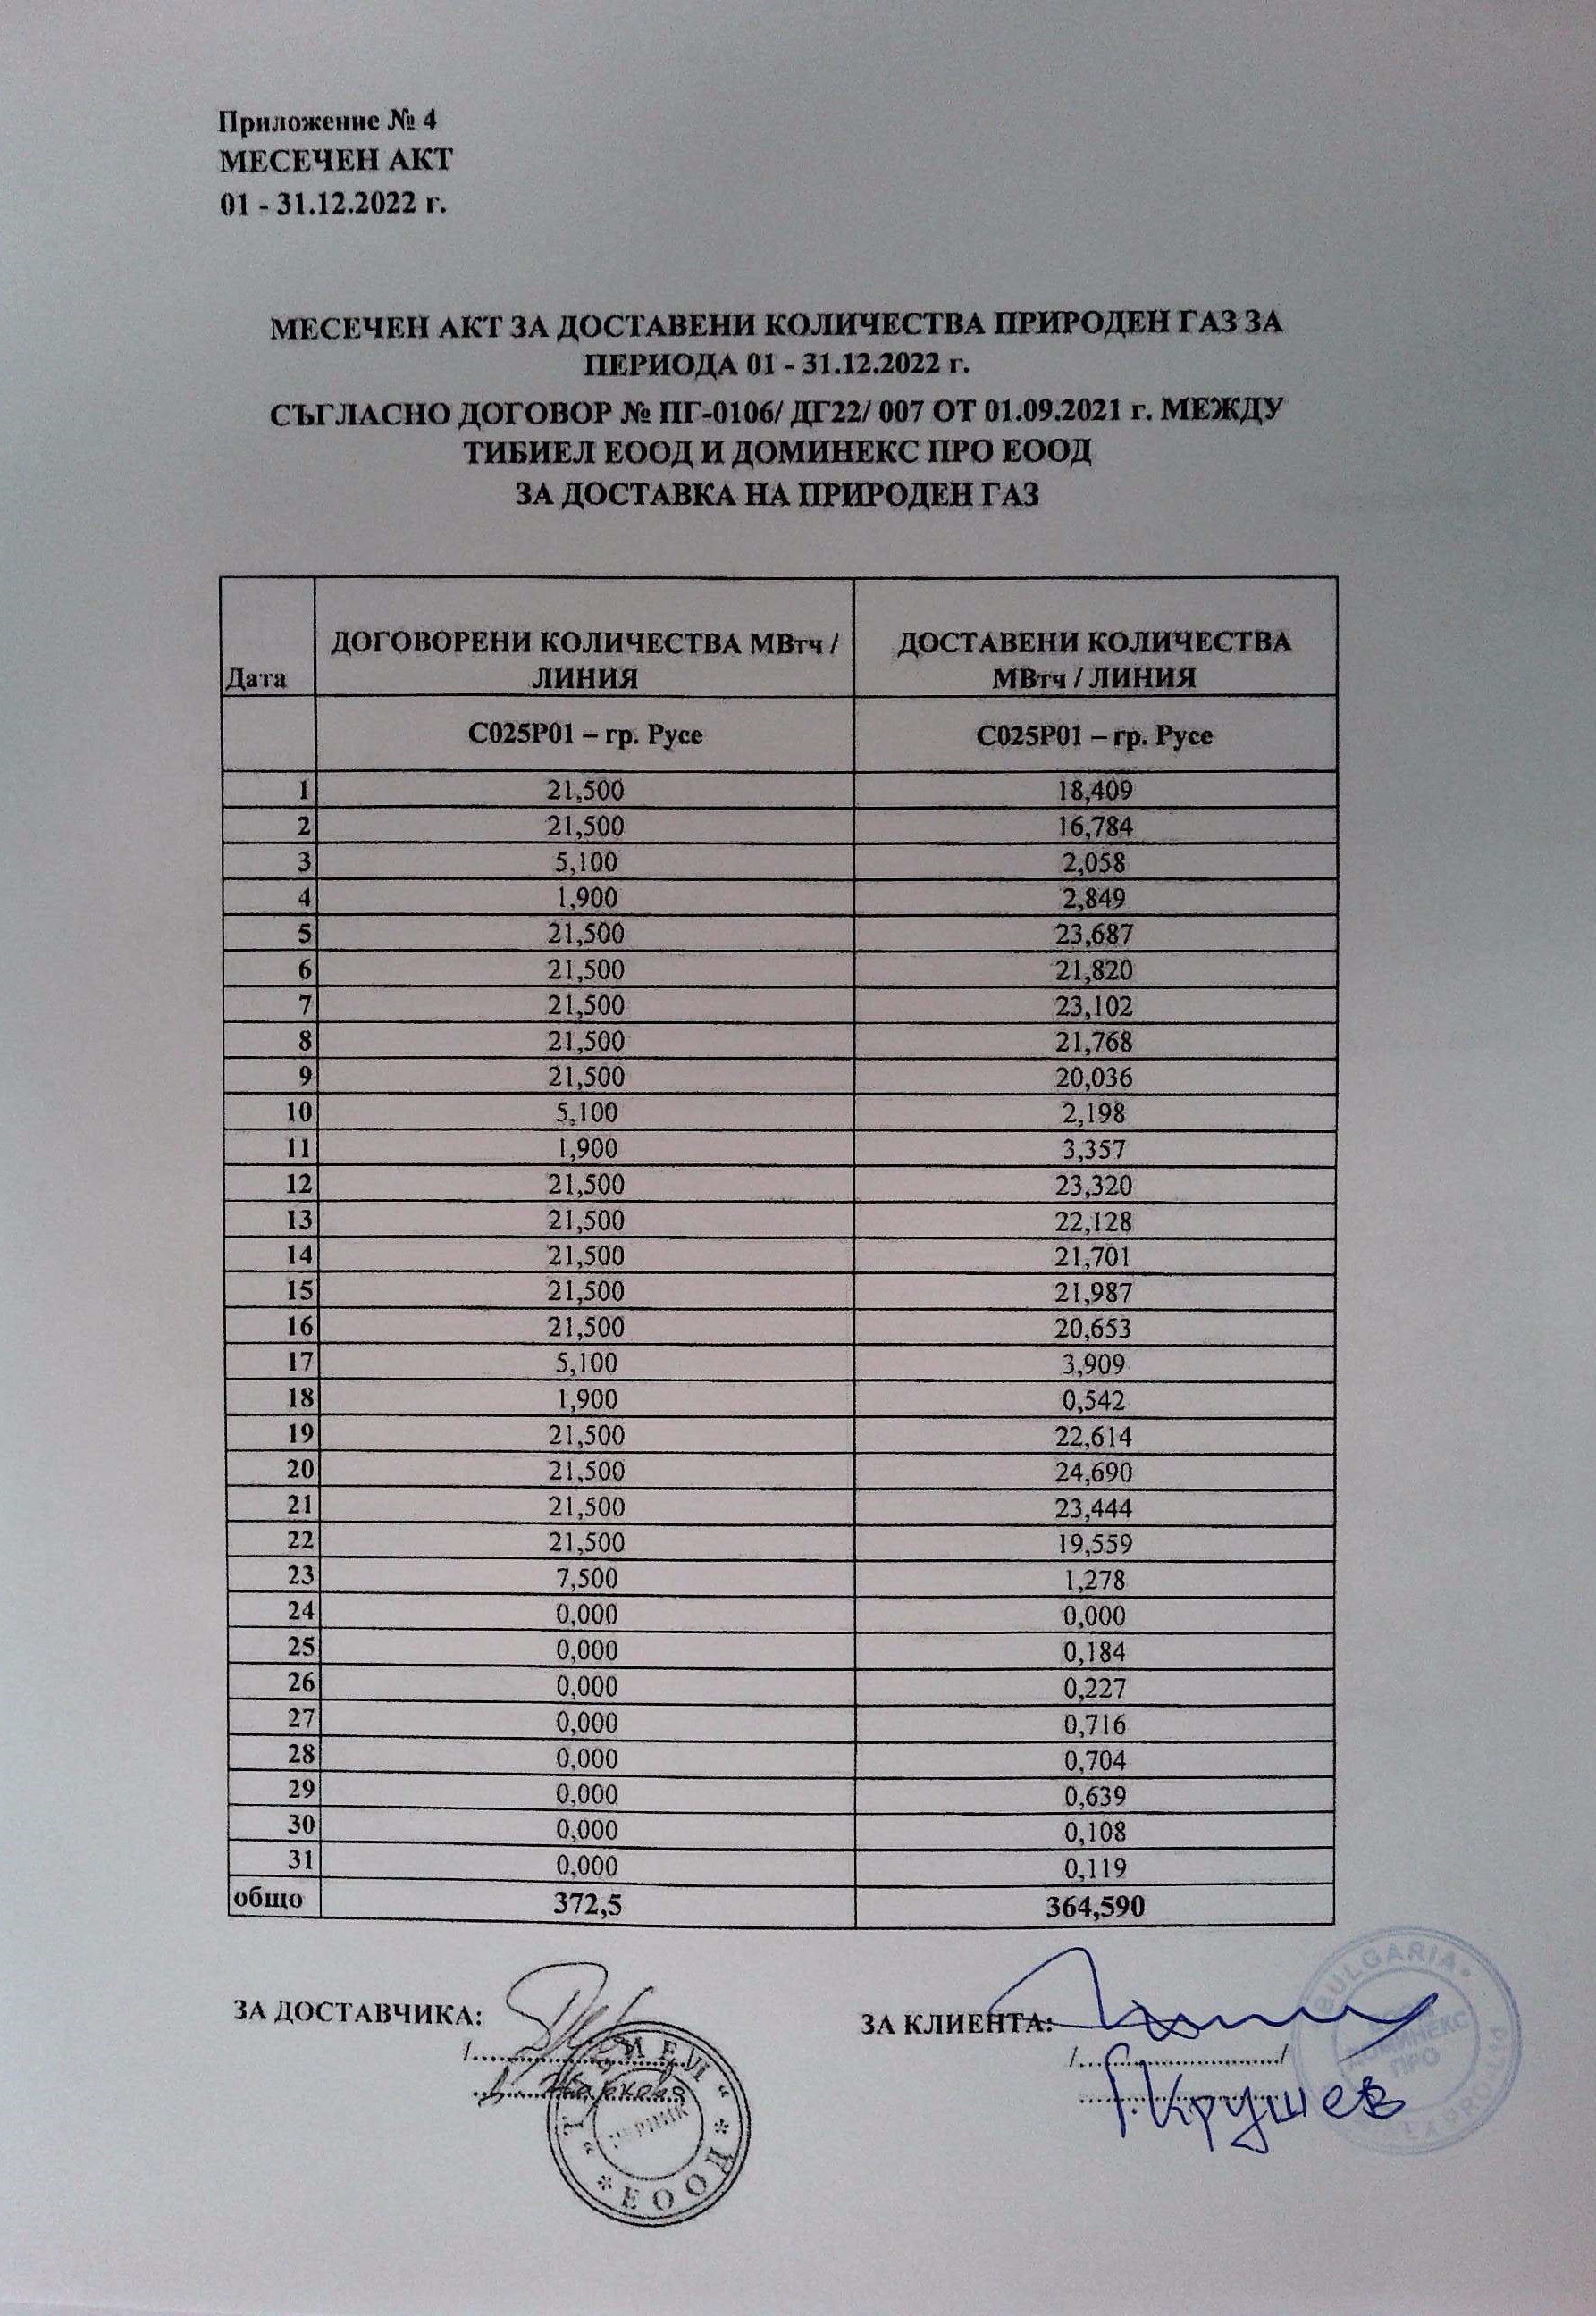 Приложение № 4
МЕСЕЧЕН АКТ
01 - 31.12.2022 г.
МЕСЕЧЕН АКТ ЗА ДОСТАВЕНИ КОЛИЧЕСТВА ПРИРОДЕН ГАЗ ЗА
ПЕРИОДА 01 - 31.12.2022 г.
СЪГЛАСНО ДОГОВОР № ПГ-0106/ ДГ22/ 007 ОТ 01.09.2021 г. МЕЖДУ
ТИБИЕЛ ЕООД И ДОМИНЕКС ПРО ЕООД
ЗА ДОСТАВКА НА ПРИРОДЕН ГАЗ
Дата ДОГОВОРЕНИ КОЛИЧЕСТВА МВтч / ЛИНИЯ ДОСТАВЕНИ КОЛИЧЕСТВА МВтч / ЛИНИЯ
С025Р01 – гр. Русе С025Р01 – гр. Русе
1 21,500 18,409
2 21,500 16,784
3 5,100 2,058
4 1,900 2,849
5 21,500 23,687
6 21,500 21,820
7 21,500 23,102
8 21,500 21,768
9 21,500 20,036
10 5,100 2,198
11 1,900 3,357
12 21,500 23,320
13 21,500 22,128
14 21,500 21,701
15 21,500 21,987
16 21,500 20,653
17 5,100 3,909
18 1,900 0,542
19 21,500 22,614
20 21,500 24,690
21 21,500 23,444
22 21,500 19,559
23 7,500 1,278
24 0,000 0,000
25 0,000 0,184
26 0,000 0,227
27 0,000 0,716
28 0,000 0,704
29 0,000 0,639
30 0,000 0,108
31 0,000 0,119
общо 372,5 364,590
ЗА ДОСТАВЧИКА: ЗА КЛИЕНТА:
/............................/
Г. Крушев
ЕООД
BULGARIA
ПРО